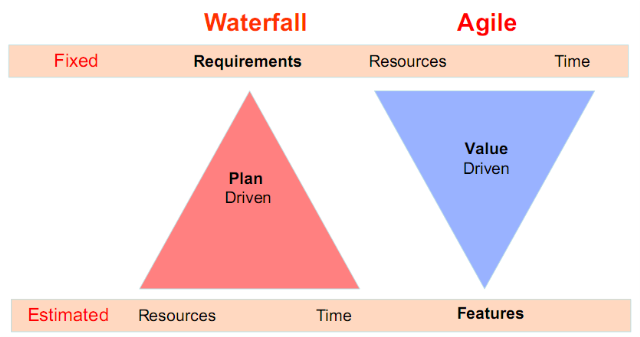 Waterfall Agile
Fixed Requirements Resources Time
Plan
Driven
Value
Driven
Estimated Resources Time Features